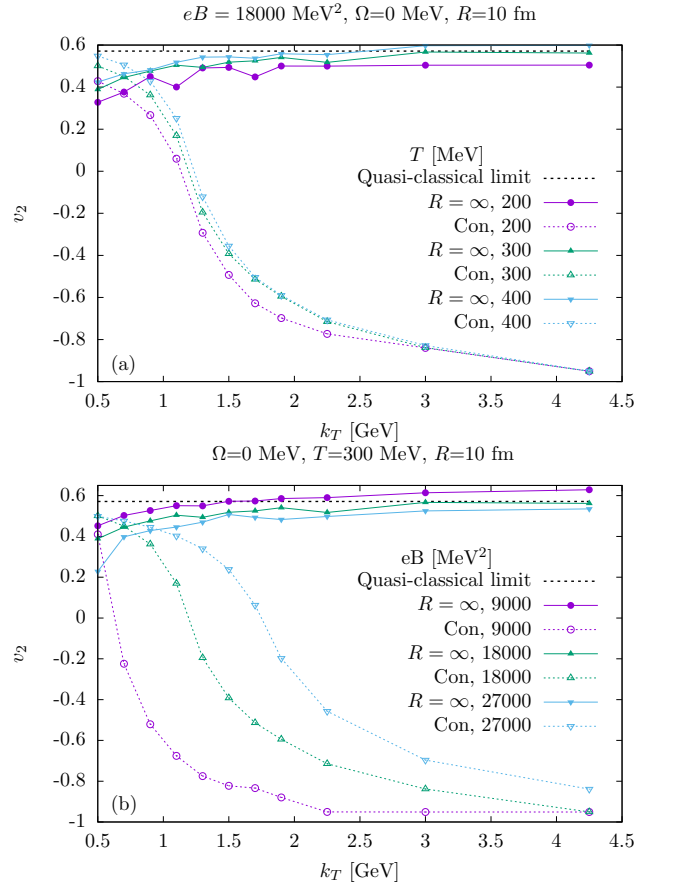 eB = 18000 MeV², Ω=0 MeV, R=10 fm
(a)
0.6
0.4
0.2
0
-0.2
-0.4
-0.6
-0.8
-1
v₂
T [MeV]
Quasi-classical limit
R = ∞, 200
Con, 200
R = ∞, 300
Con, 300
R = ∞, 400
Con, 400
0.5 1 1.5 2 2.5 3 3.5 4 4.5
k_T [GeV]
Ω=0 MeV, T=300 MeV, R=10 fm
(b)
0.6
0.4
0.2
0
-0.2
-0.4
-0.6
-0.8
-1
v₂
eB [MeV²]
Quasi-classical limit
R = ∞, 9000
Con, 9000
R = ∞, 18000
Con, 18000
R = ∞, 27000
Con, 27000
0.5 1 1.5 2 2.5 3 3.5 4 4.5
k_T [GeV]